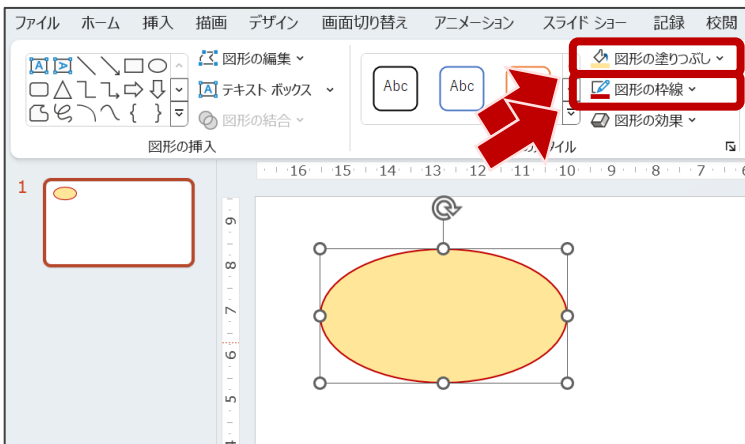 ファイル ホーム 挿入 描画 デザイン 画面切り替え アニメーション スライド ショー 記録 校閲
図形の編集
テキスト ボックス
図形の結合
図形の挿入
Abc Abc
図形の塗りつぶし
図形の枠線
図形の効果
イル
16 15 14 13 12 11 10 9 8 7 6
1
9
8
7
6
5